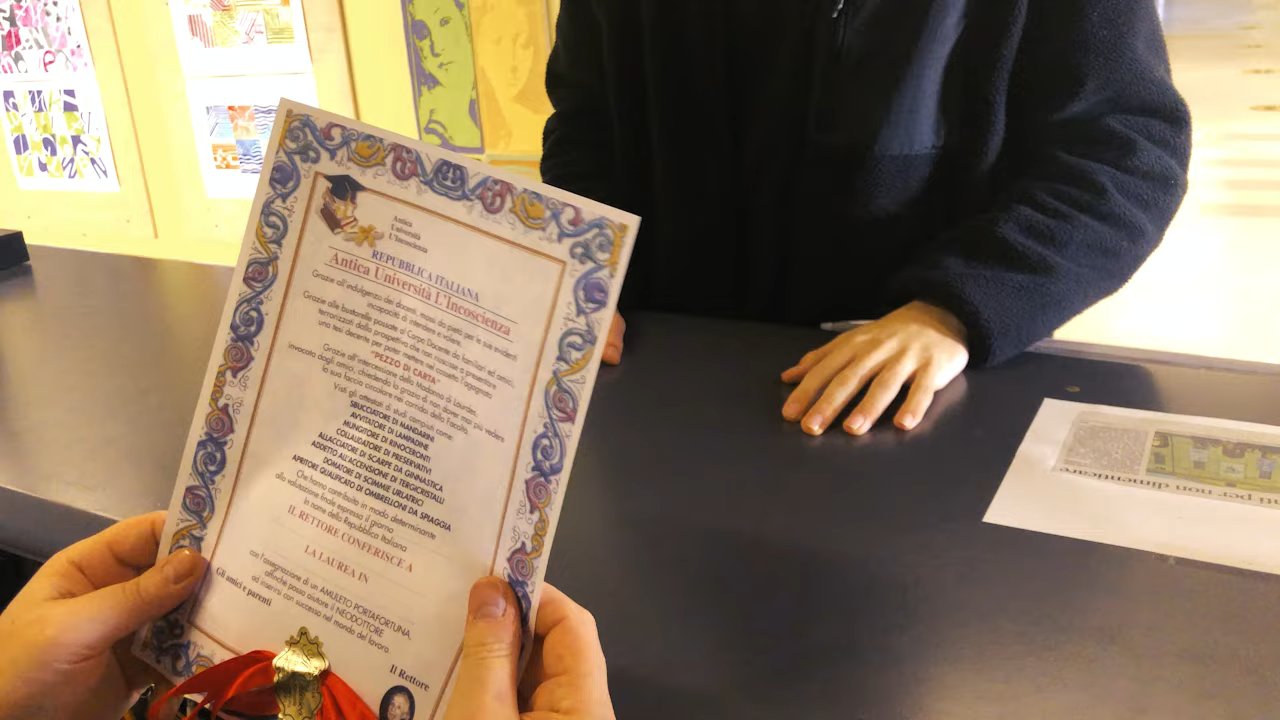 Antica
Università
L'Incoscienza
REPUBBLICA ITALIANA
Antica Università L'Incoscienza
Grazie all'indulgenza dei docenti, mossi da pietà per le sue evidenti
incapacità di intendere e volere.
Grazie alle bustarelle passate al Corpo Docente da familiari ed amici,
terrorizzati dalla prospettiva che non riuscisse a presentare
una tesi decente per poter mettere nel cassetto l'agognato
"PEZZO DI CARTA"
Grazie all'intercessione della Madonna di Lourdes,
invocata dagli amici, chiedendo la grazia di non dover mai più vedere
la sua faccia circolare nei corridoi della Facoltà.
Visti gli attestati di studi compiuti come:
SBUCCIATORE DI MANDARINI
AVVITATORE DI LAMPADINE
MUNGITORE DI RINOCERONTI
COLLAUDATORE DI PRESERVATIVI
ALLACCIATORE DI SCARPE DA GINNASTICA
ADDETTO ALL'ACCENSIONE DI TERGICRISTALLI
DOMATORE DI SCIMMIE URLATRICI
APRITORE QUALIFICATO DI OMBRELLONI DA SPIAGGIA
Che hanno contribuito in modo determinante
alla valutazione finale espressa il giorno
In nome della Repubblica Italiana
IL RETTORE CONFERISCE A
LA LAUREA IN
con l'assegnazione di un AMULETO PORTAFORTUNA,
affinché possa aiutare il NEODOTTORE
ad inserirsi con successo nel mondo del lavoro.
Gli amici e parenti
Il Rettore
per non dimenticare